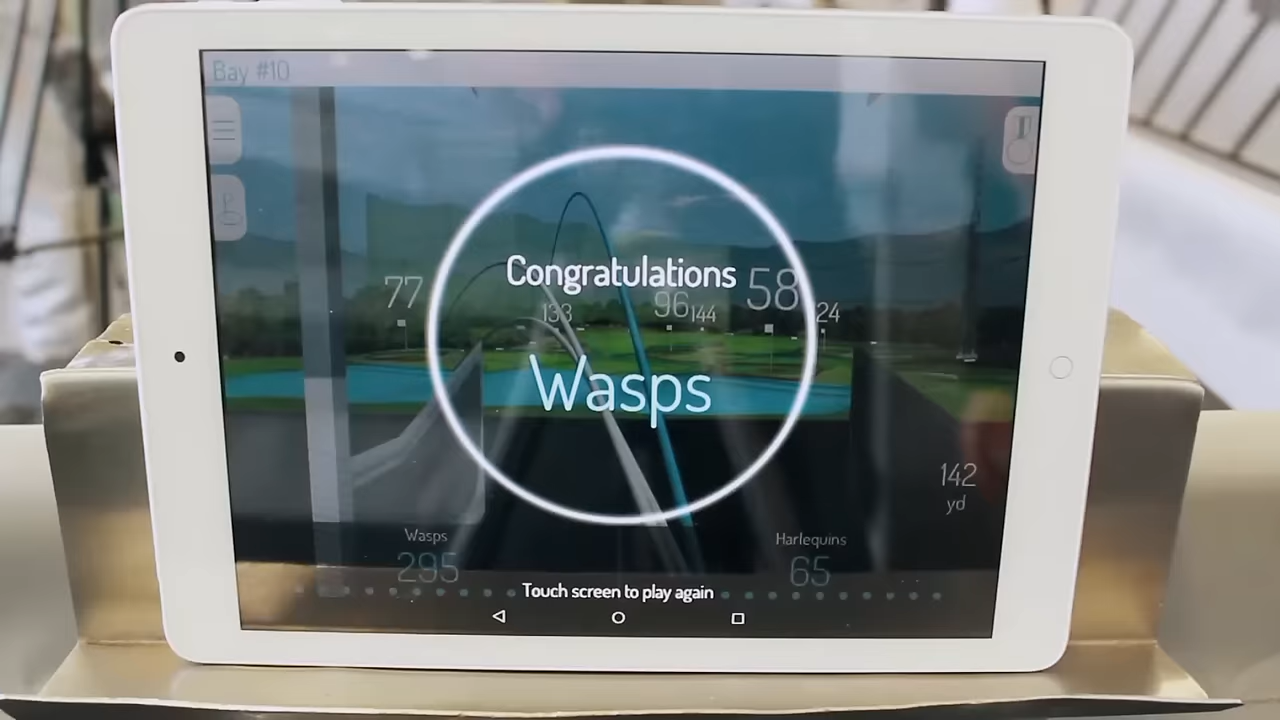 Bay #10
Congratulations
77
133
96
144
58
24
Wasps
142
yd
Wasps
295
Harlequins
65
Touch screen to play again